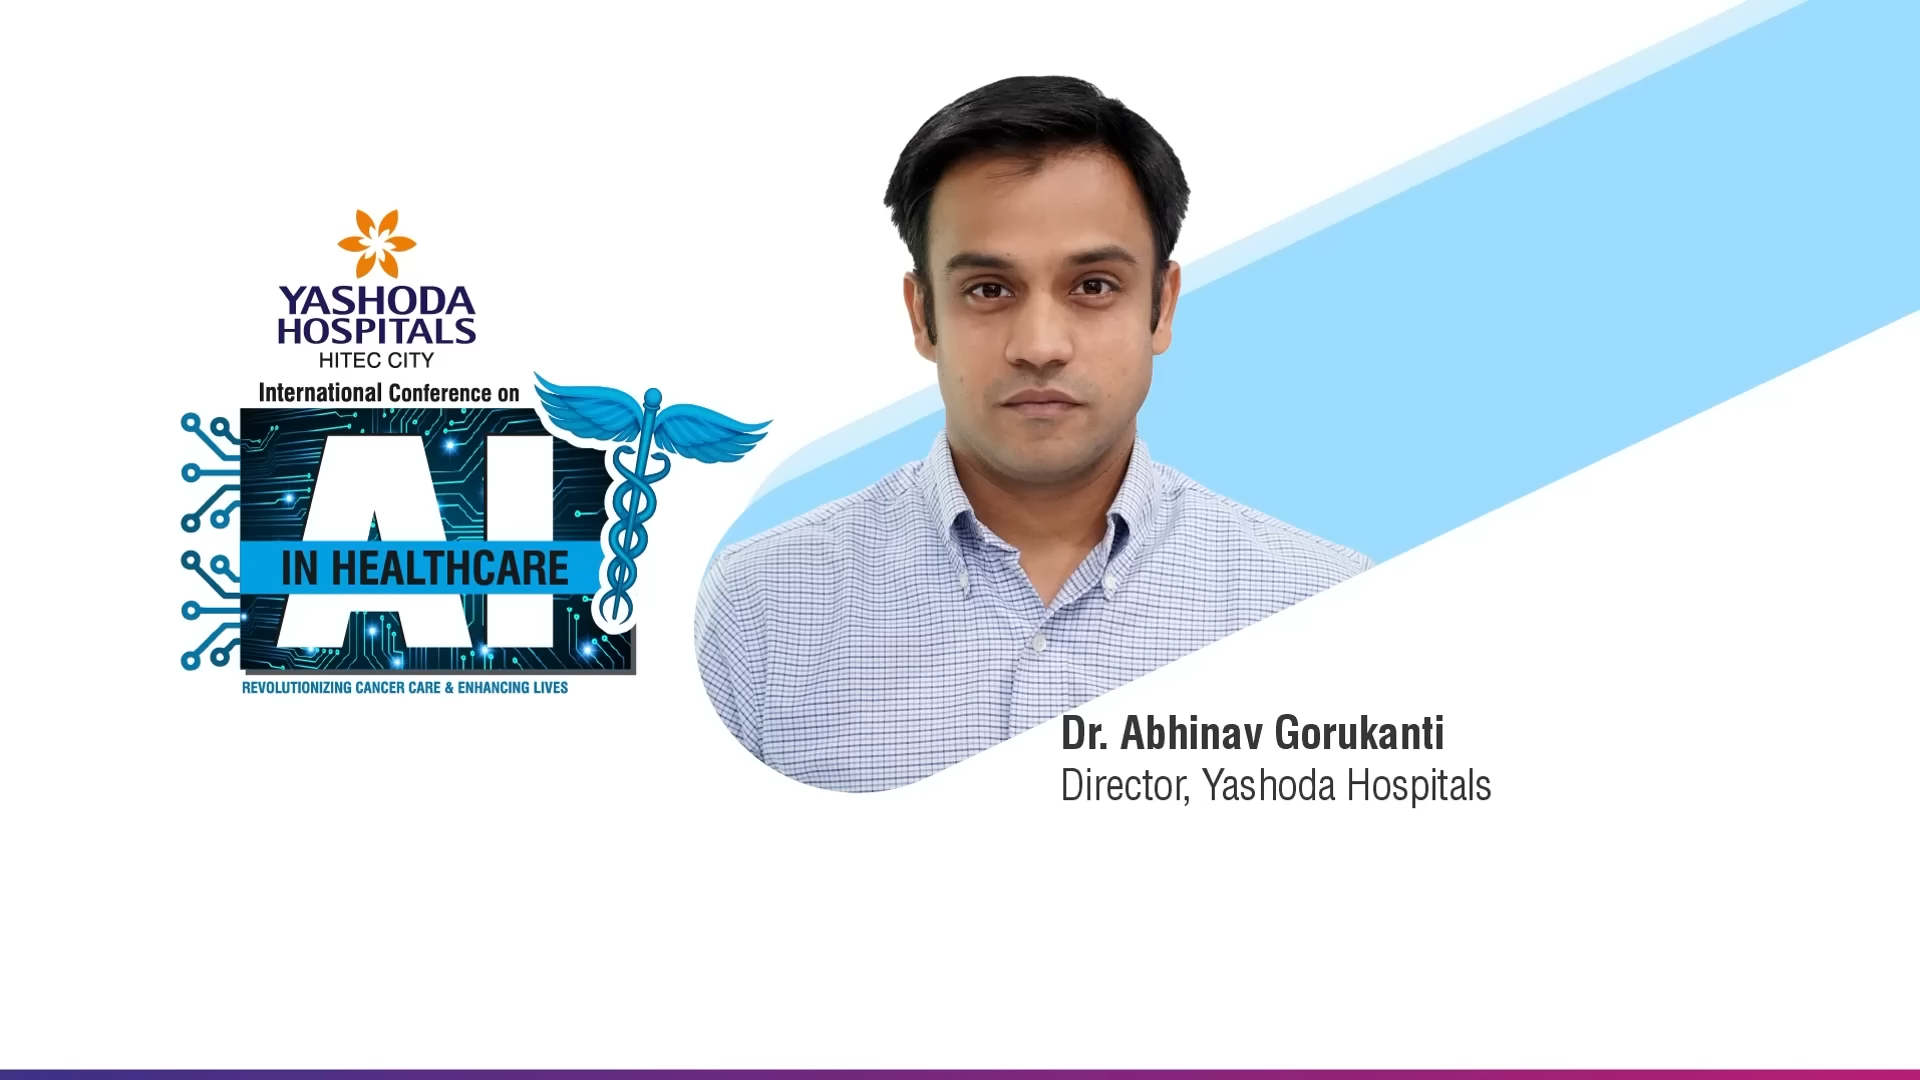 YASHODA
HOSPITALS
HITEC CITY
International Conference on
AI
IN HEALTHCARE
REVOLUTIONIZING CANCER CARE & ENHANCING LIVES
Dr. Abhinav Gorukanti
Director, Yashoda Hospitals